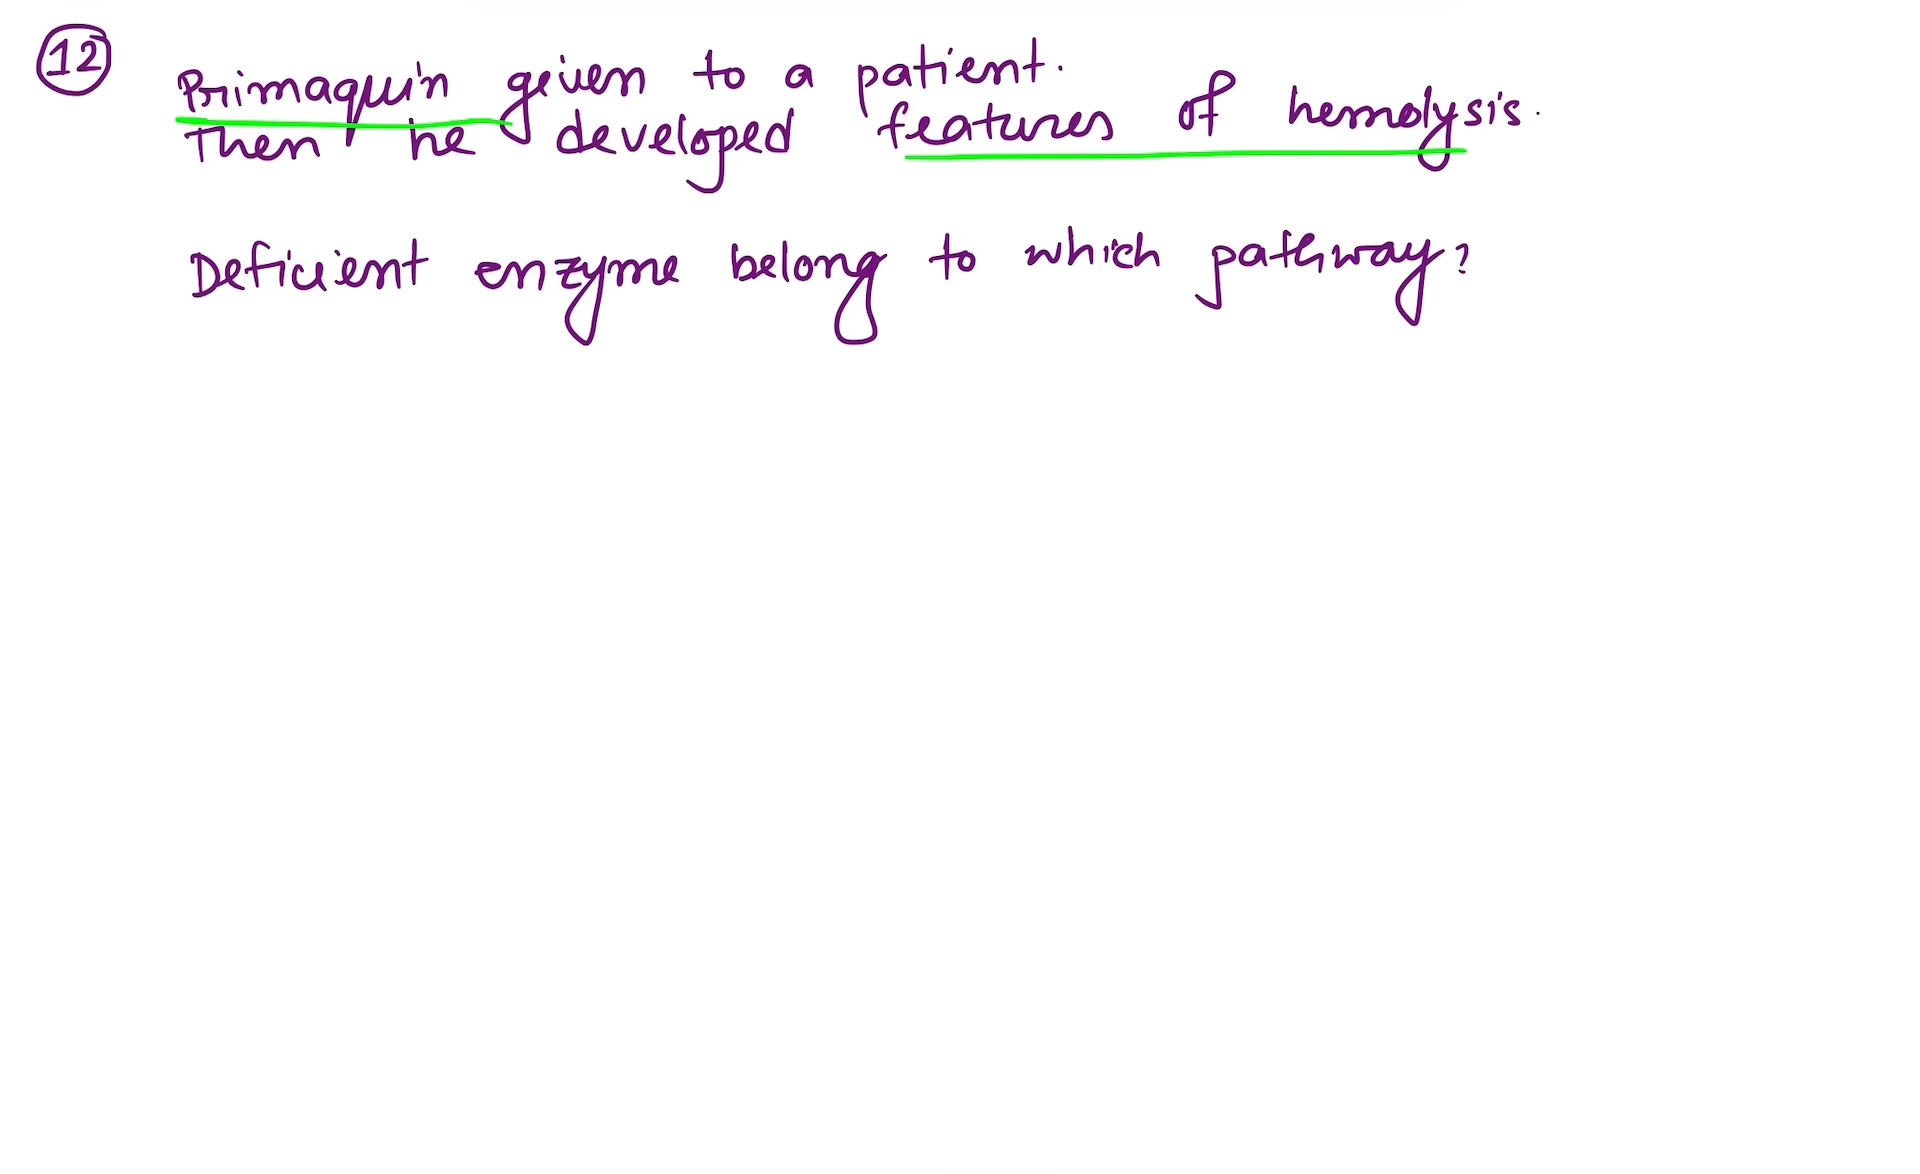 12
Primaquin given to a patient.
Then he developed features of hemolysis.
Deficient enzyme belong to which pathway?